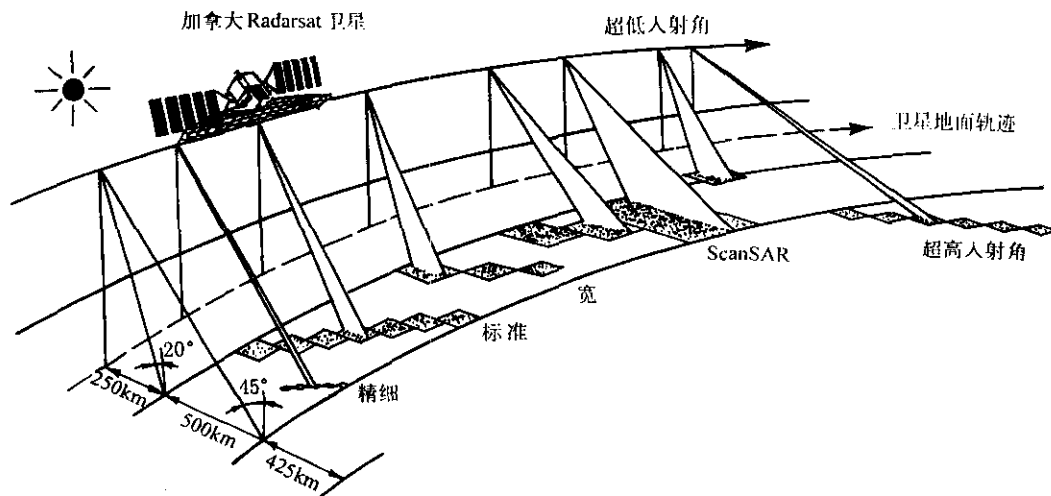 加拿大Radarsat 卫星
超低入射角
卫星地面轨迹
超高入射角
ScanSAR
宽
标准
精细
20°
45°
250km
500km
425km